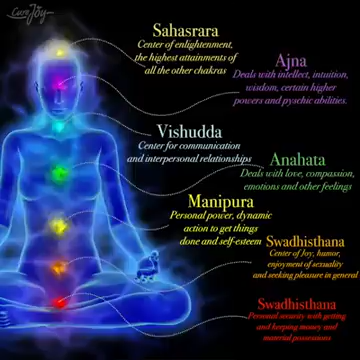 CureJoy
Sahasrara
Center of enlightenment,
the highest attainments of
all the other chakras
Ajna
Deals with intellect, intuition,
wisdom, certain higher
powers and pyschic abilities.
Vishudda
Center for communication
and interpersonal relationships
Anahata
Deals with love, compassion,
emotions and other feelings
Manipura
Personal power, dynamic
action to get things
done and self-esteem
Swadhisthana
Center of Joy, humor,
enjoyment of sexuality
and seeking pleasure in general
Swadhisthana
Personal security with getting
and keeping money and
material possessions